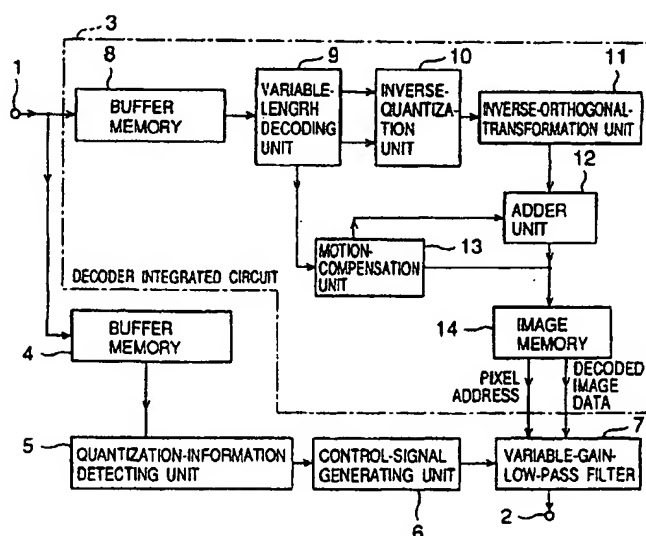 3
1
8
BUFFER
MEMORY
9
VARIABLE-
LENGRH
DECODING
UNIT
10
INVERSE-
QUANTIZA-
TION
UNIT
11
INVERSE-ORTHOGONAL-
TRANSFORMATION UNIT
12
ADDER
UNIT
13
MOTION-
COMPENSATION
UNIT
DECODER INTEGRATED CIRCUIT
14
IMAGE
MEMORY
PIXEL
ADDRESS
DECODED
IMAGE
DATA
4
BUFFER
MEMORY
5
QUANTIZATION-INFORMATION
DETECTING UNIT
CONTROL-SIGNAL
GENERATING UNIT
6
7
VARIABLE-GAIN-
LOW-PASS FILTER
2